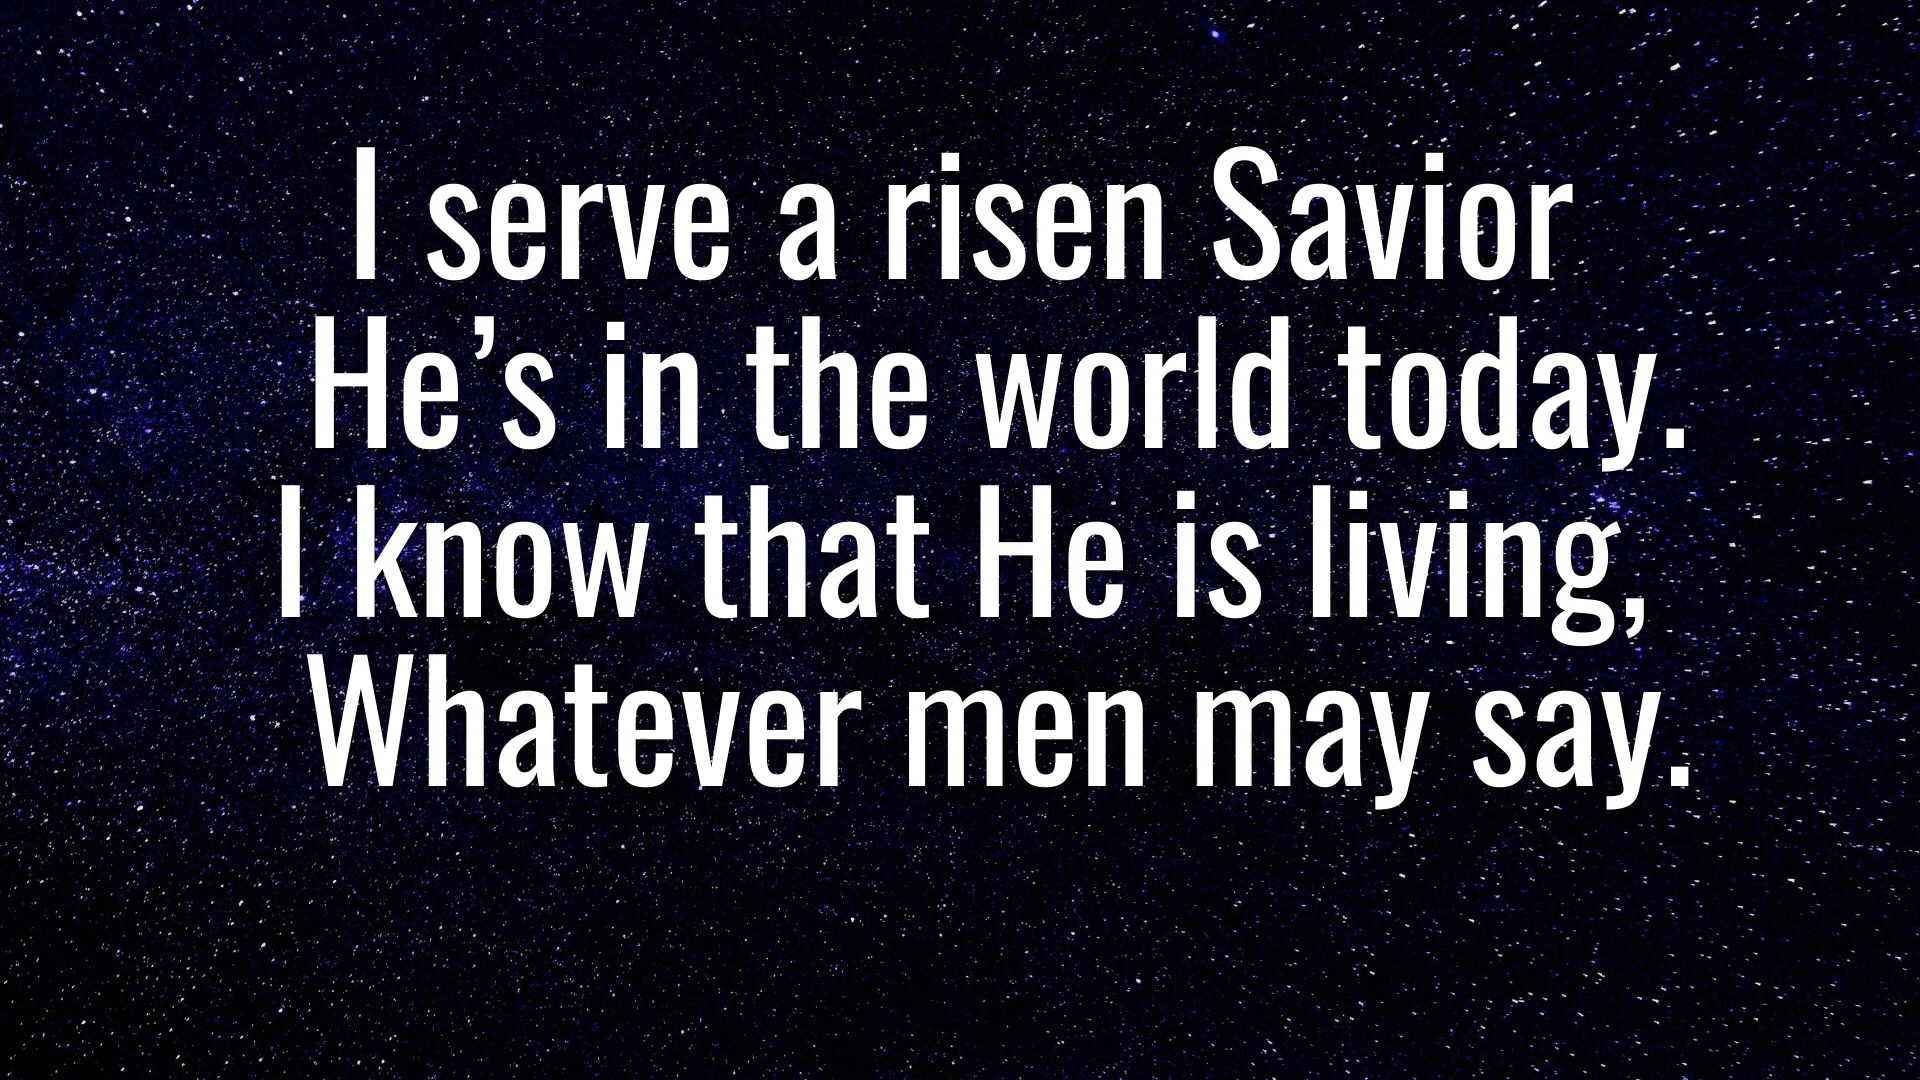 I serve a risen Savior
He’s in the world today.
I know that He is living,
Whatever men may say.